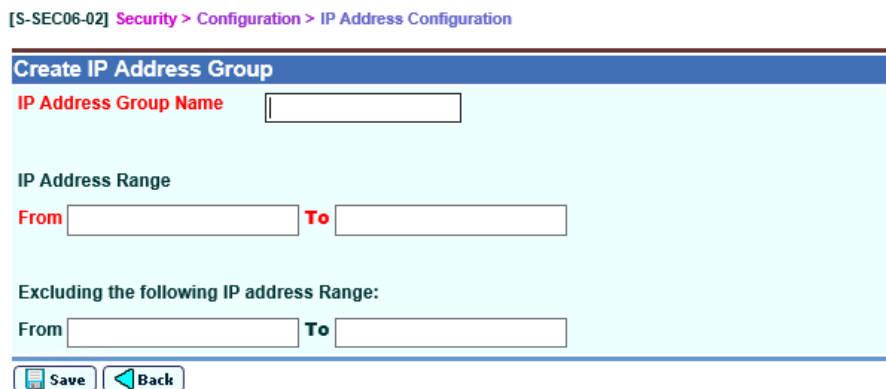 [S-SEC06-02] Security > Configuration > IP Address Configuration
Create IP Address Group
IP Address Group Name
IP Address Range
From To
Excluding the following IP address Range:
From To
Save Back